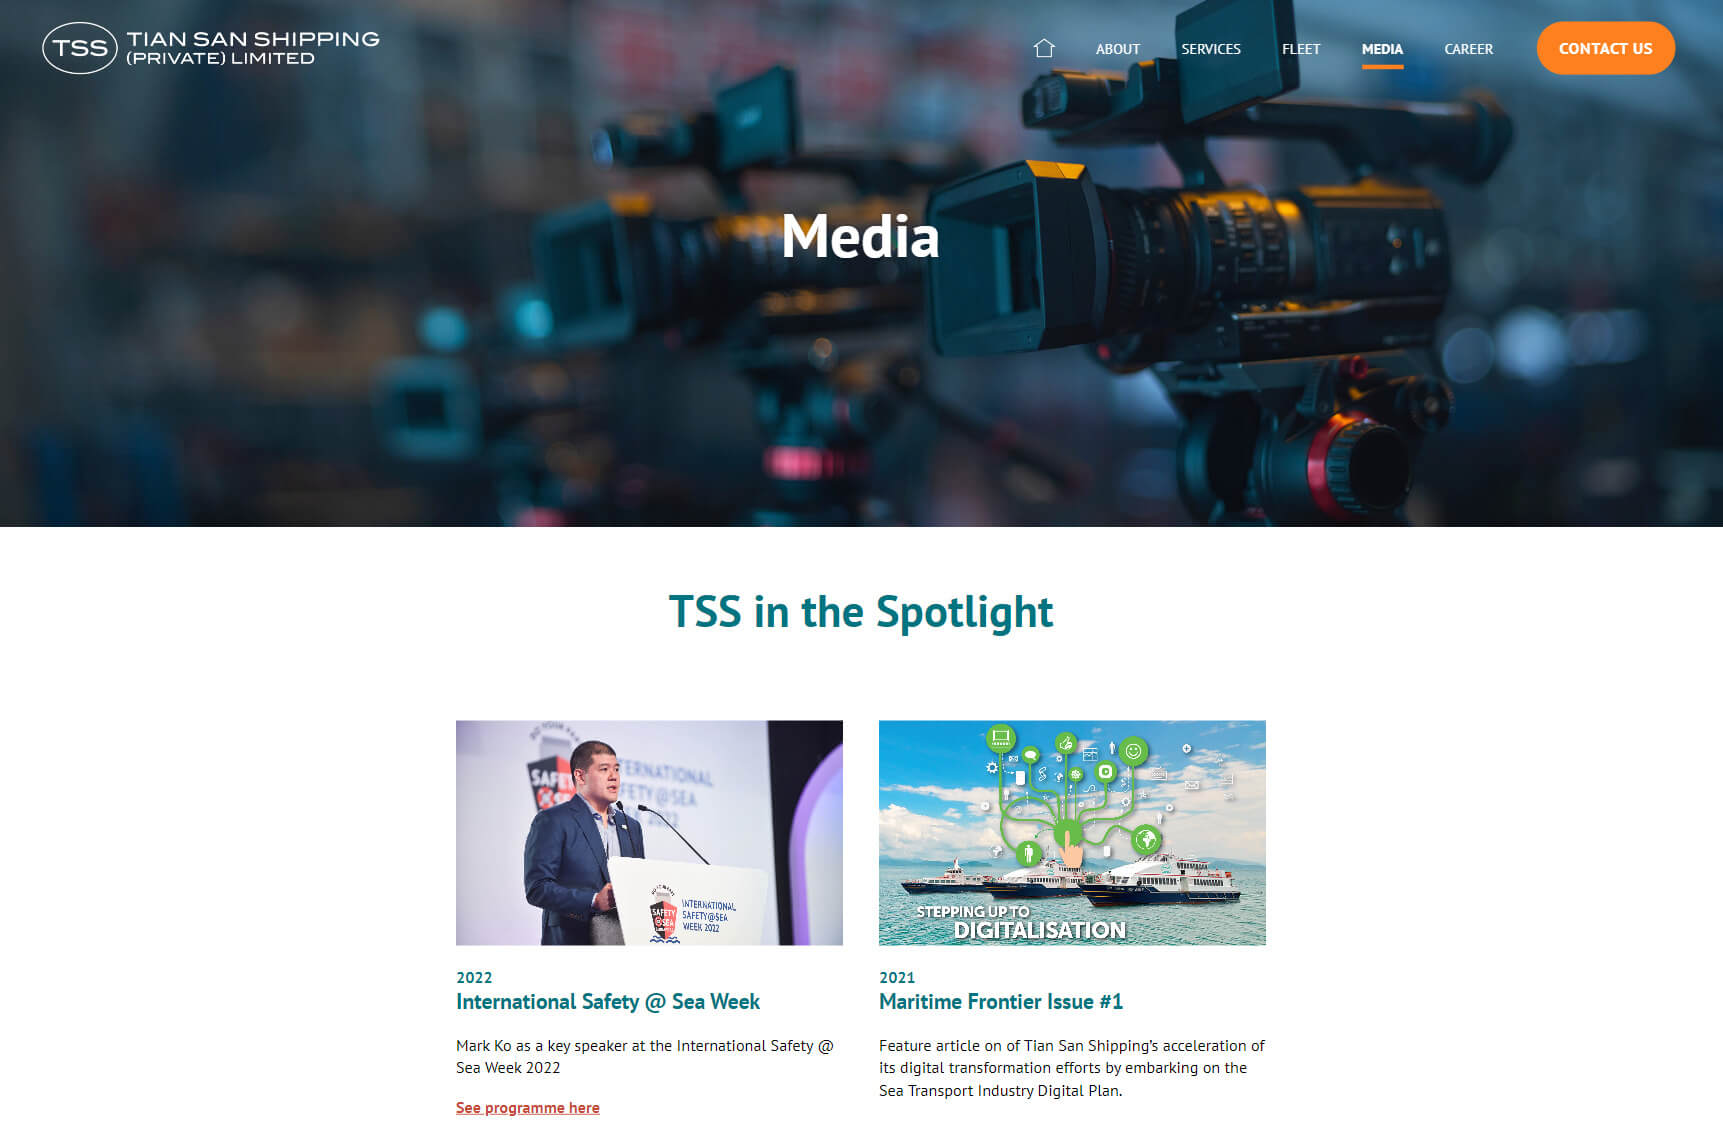 TSS
TIAN SAN SHIPPING
(PRIVATE) LIMITED
ABOUT
SERVICES
FLEET
MEDIA
CAREER
CONTACT US
Media
TSS in the Spotlight
SAFETY
INTERNATIONAL
SAFETY@SEA
WEEK 2022
SAFETY
@SEA
INTERNATIONAL
SAFETY@SEA
WEEK 2022
STEPPING UP TO
DIGITALISATION
2022
International Safety @ Sea Week
Mark Ko as a key speaker at the International Safety @
Sea Week 2022
See programme here
2021
Maritime Frontier Issue #1
Feature article on of Tian San Shipping's acceleration of
its digital transformation efforts by embarking on the
Sea Transport Industry Digital Plan.